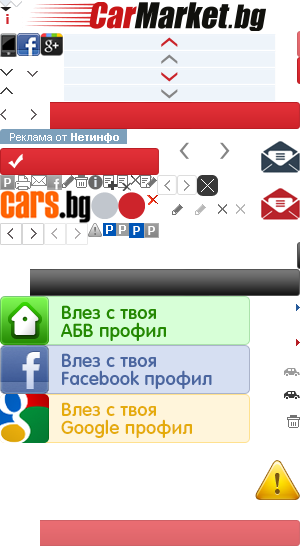 CarMarket.bg
i
f g+
Реклама от Нетинфо
P f i
cars.bg
P P P P
Влез с твоя
АБВ профил
f Влез с твоя
Facebook профил
g Влез с твоя
Google профил
!